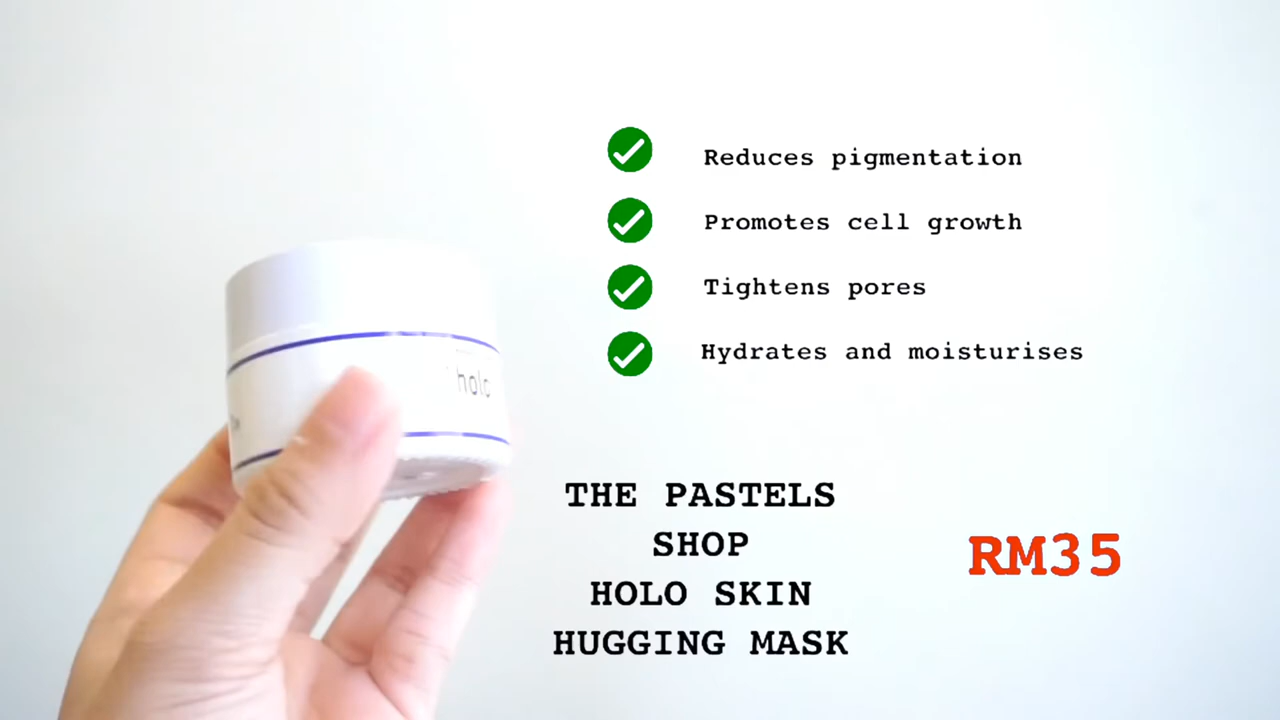 Reduces pigmentation
Promotes cell growth
Tightens pores
Hydrates and moisturises
holo
THE PASTELS
SHOP
HOLO SKIN
HUGGING MASK
RM35